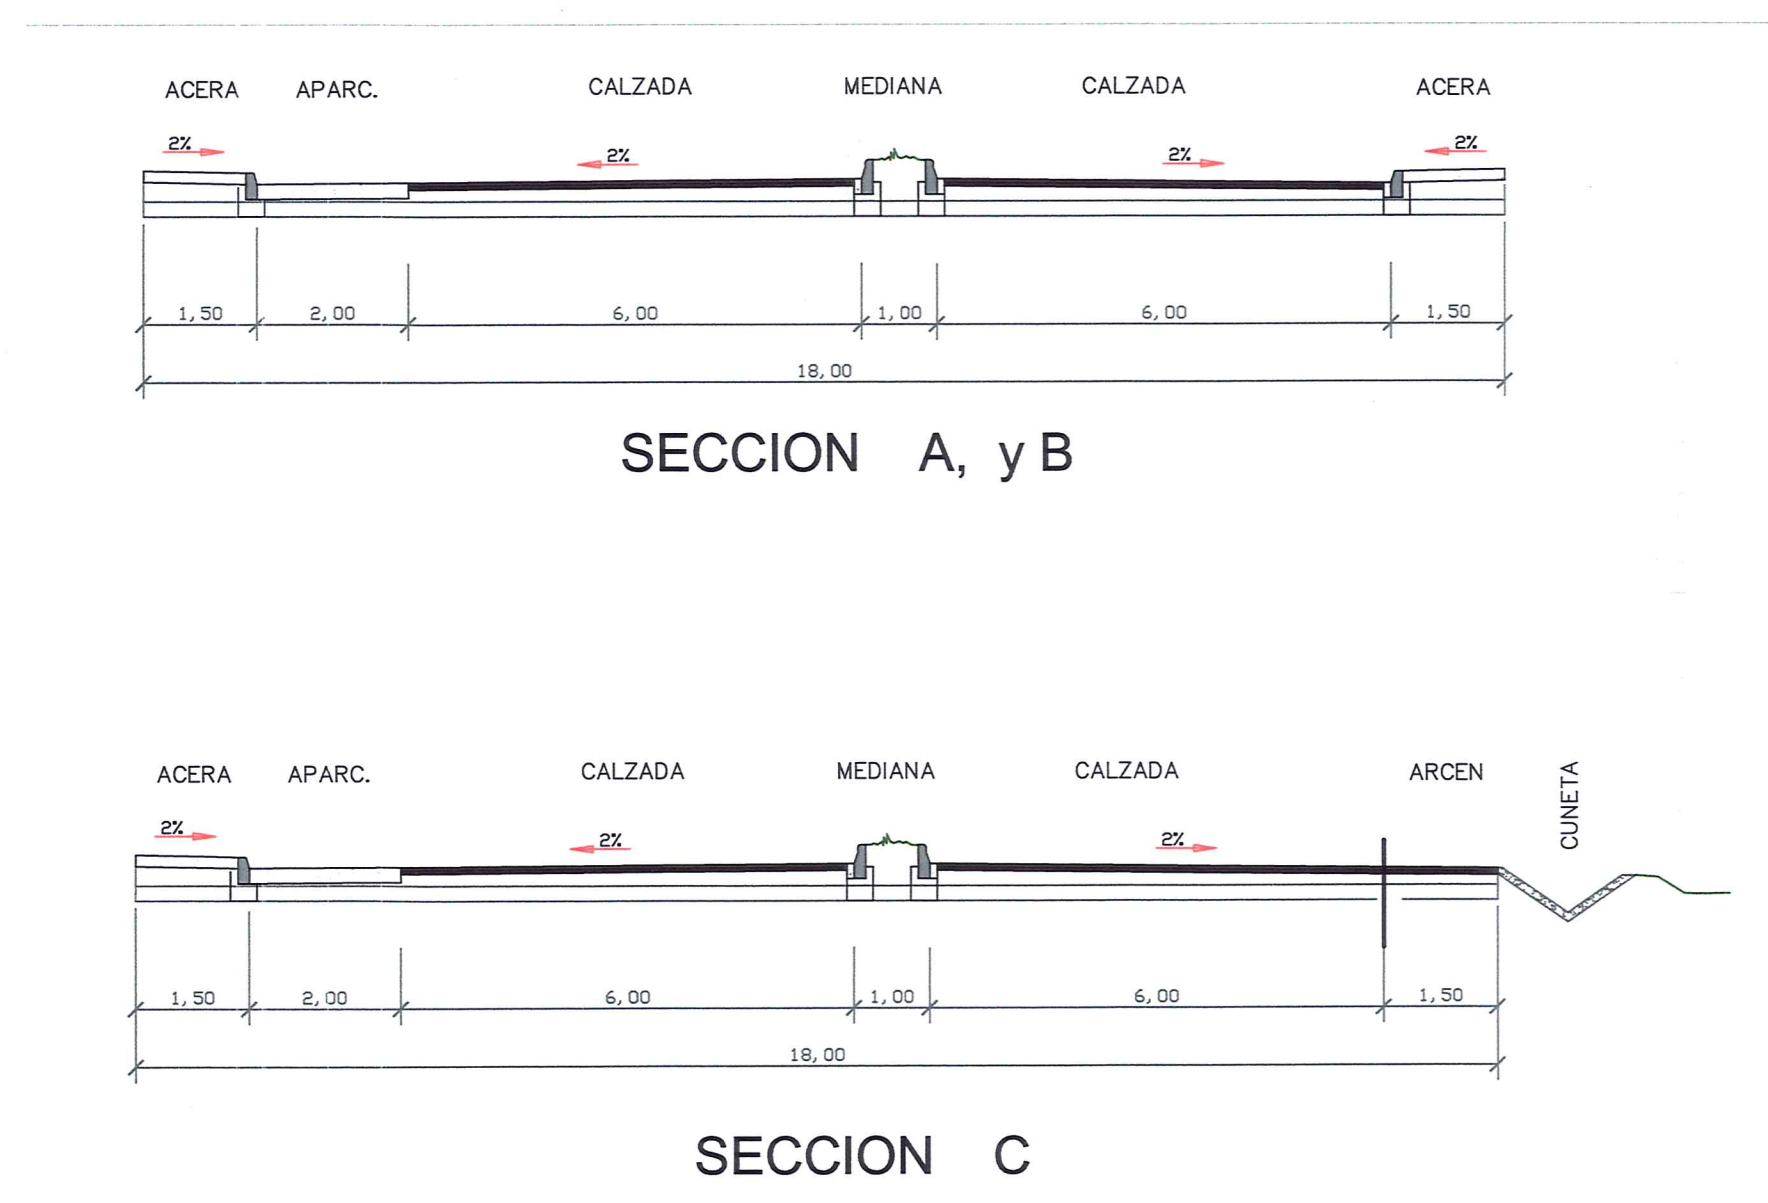 ACERA APARC. CALZADA MEDIANA CALZADA ACERA
2% 2% 2% 2%
1,50 2,00 6,00 1,00 6,00 1,50
18,00
SECCION A, y B
ACERA APARC. CALZADA MEDIANA CALZADA ARCEN CUNETA
2% 2% 2%
1,50 2,00 6,00 1,00 6,00 1,50
18,00
SECCION C